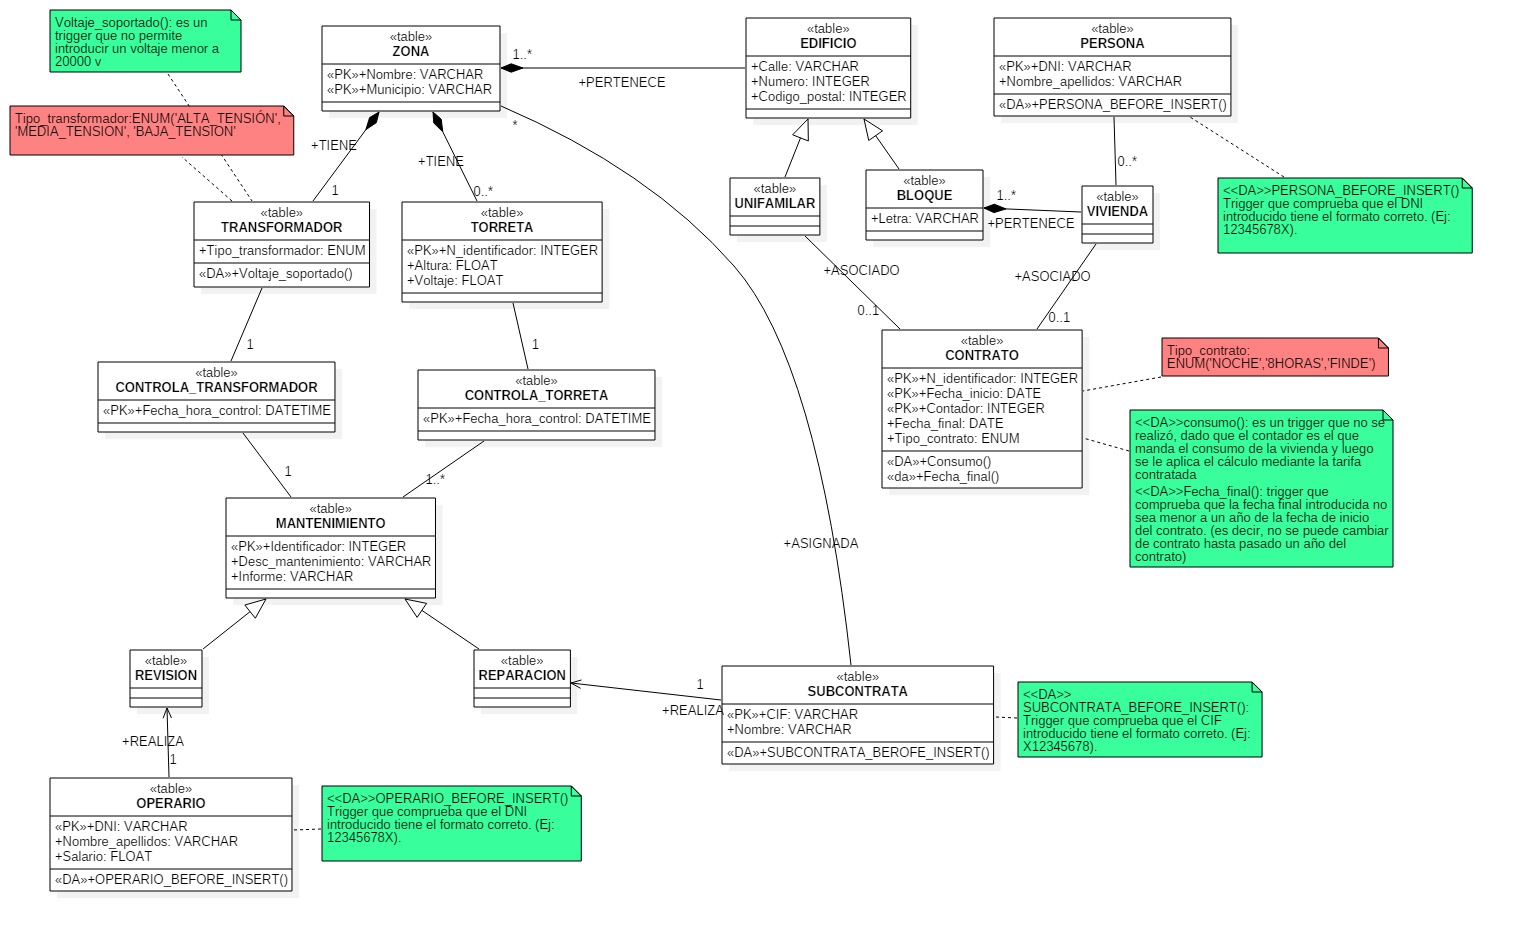 Voltaje_soportado(): es un
trigger que no permite
introducir un voltaje menor a
20000 v
Tipo_transformador:ENUM('ALTA_TENSIÓN',
'MEDIA_TENSION', 'BAJA_TENSION'
«table»
ZONA
«PK»+Nombre: VARCHAR
«PK»+Municipio: VARCHAR
1..*
+PERTENECE
*
«table»
EDIFICIO
+Calle: VARCHAR
+Numero: INTEGER
+Codigo_postal: INTEGER
«table»
PERSONA
«PK»+DNI: VARCHAR
+Nombre_apellidos: VARCHAR
«DA»+PERSONA_BEFORE_INSERT()
0..*
<<DA>>PERSONA_BEFORE_INSERT()
Trigger que comprueba que el DNI
introducido tiene el formato correto. (Ej:
12345678X).
+TIENE
1
+TIENE
0..*
«table»
UNIFAMILAR
«table»
BLOQUE
+Letra: VARCHAR
1..*
+PERTENECE
«table»
VIVIENDA
«table»
TRANSFORMADOR
+Tipo_transformador: ENUM
«DA»+Voltaje_soportado()
«table»
TORRETA
«PK»+N_identificador: INTEGER
+Altura: FLOAT
+Voltaje: FLOAT
+ASOCIADO
0..1
+ASOCIADO
0..1
1
1
«table»
CONTRATO
«PK»+N_identificador: INTEGER
«PK»+Fecha_inicio: DATE
«PK»+Contador: INTEGER
+Fecha_final: DATE
+Tipo_contrato: ENUM
«DA»+Consumo()
«da»+Fecha_final()
Tipo_contrato:
ENUM('NOCHE','8HORAS','FINDE')
<<DA>>consumo(): es un trigger que no se
realizó, dado que el contador es el que
manda el consumo de la vivienda y luego
se le aplica el cálculo mediante la tarifa
contratada
<<DA>>Fecha_final(): trigger que
comprueba que la fecha final introducida no
sea menor a un año de la fecha de inicio
del contrato. (es decir, no se puede cambiar
de contrato hasta pasado un año del
contrato)
«table»
CONTROLA_TRANSFORMADOR
«PK»+Fecha_hora_control: DATETIME
«table»
CONTROLA_TORRETA
«PK»+Fecha_hora_control: DATETIME
1
1..*
«table»
MANTENIMIENTO
«PK»+Identificador: INTEGER
+Desc_mantenimiento: VARCHAR
+Informe: VARCHAR
+ASIGNADA
«table»
REVISION
«table»
REPARACION
1
+REALIZA
«table»
SUBCONTRATA
«PK»+CIF: VARCHAR
+Nombre: VARCHAR
«DA»+SUBCONTRATA_BEROFE_INSERT()
<<DA>>
SUBCONTRATA_BEFORE_INSERT():
Trigger que comprueba que el CIF
introducido tiene el formato correto. (Ej:
X12345678).
+REALIZA
1
«table»
OPERARIO
«PK»+DNI: VARCHAR
+Nombre_apellidos: VARCHAR
+Salario: FLOAT
«DA»+OPERARIO_BEFORE_INSERT()
<<DA>>OPERARIO_BEFORE_INSERT()
Trigger que comprueba que el DNI
introducido tiene el formato correto. (Ej:
12345678X).